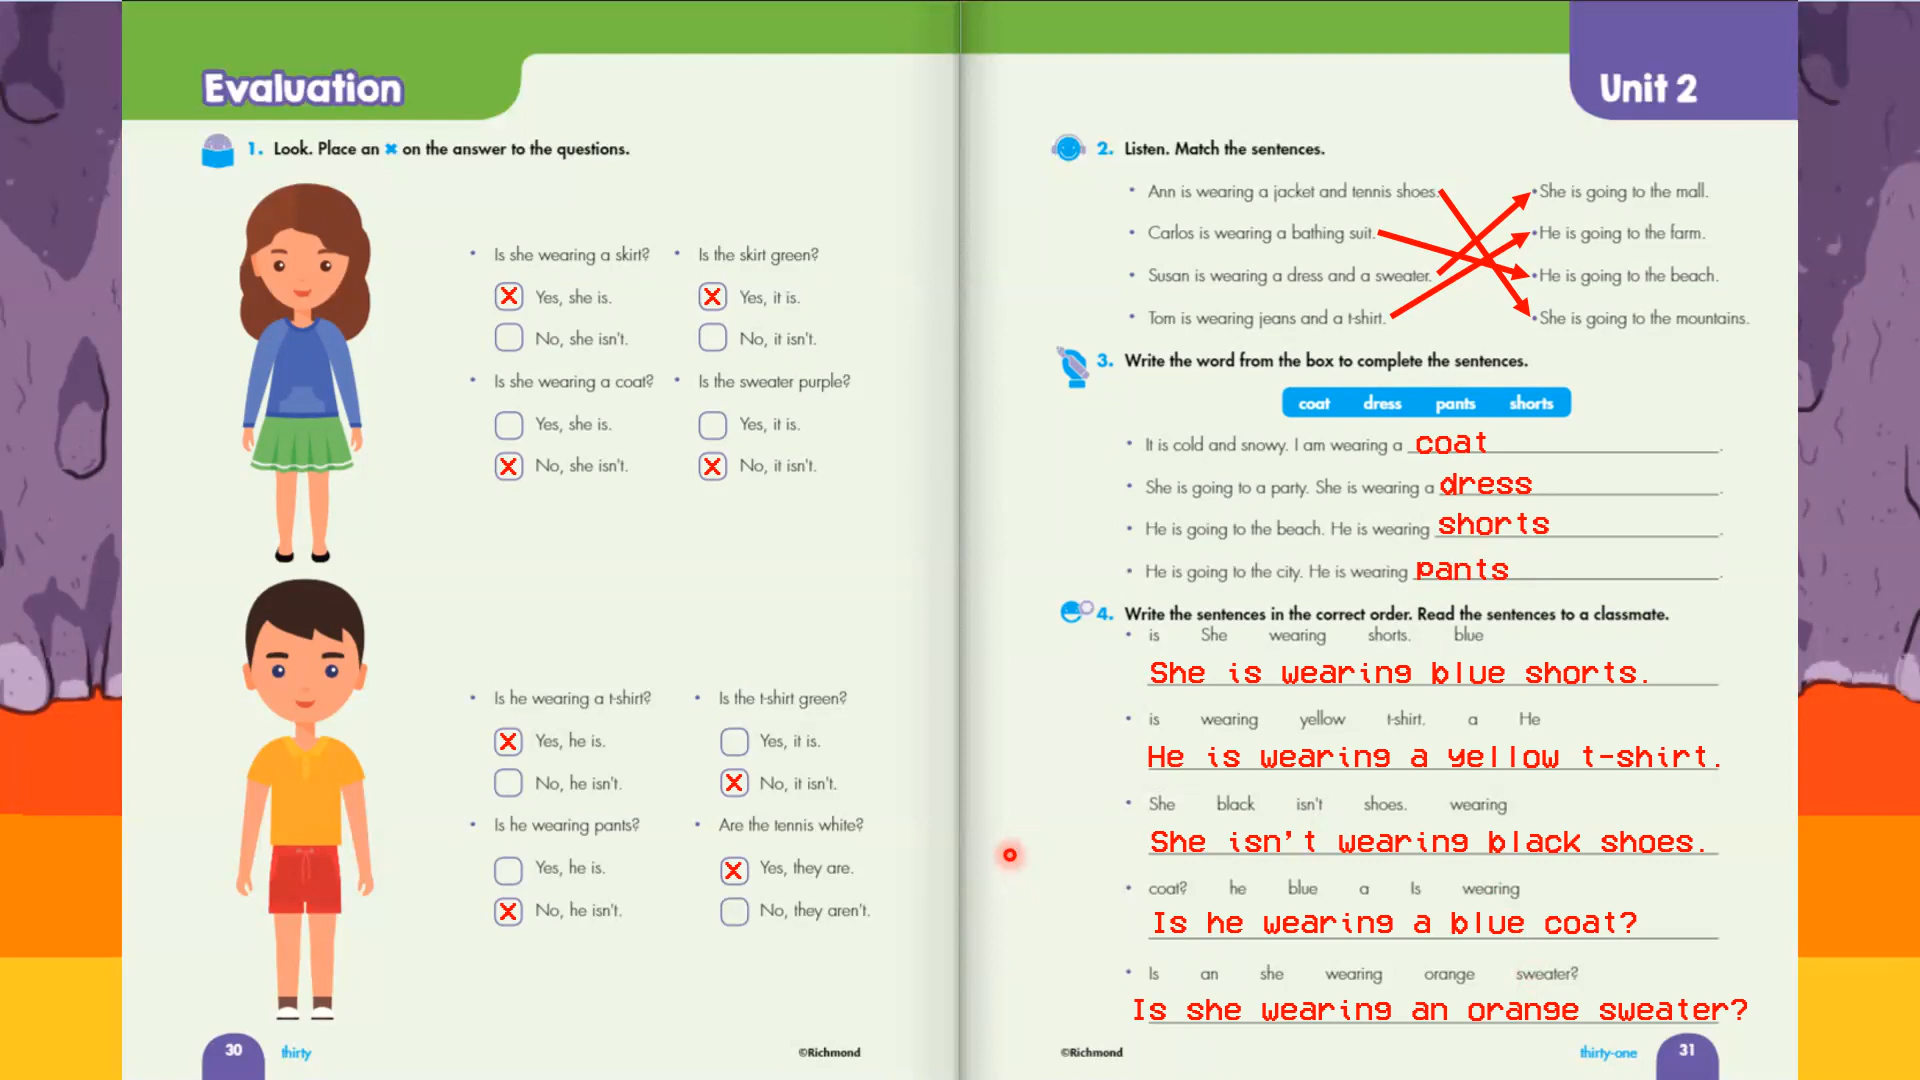 Evaluation
1. Look. Place an ✖ on the answer to the questions.
• Is she wearing a skirt?
X Yes, she is.
No, she isn't.
• Is the skirt green?
X Yes, it is.
No, it isn't.
• Is she wearing a coat?
Yes, she is.
X No, she isn't.
• Is the sweater purple?
Yes, it is.
X No, it isn't.
• Is he wearing a t-shirt?
X Yes, he is.
No, he isn't.
• Is the t-shirt green?
Yes, it is.
X No, it isn't.
• Is he wearing pants?
Yes, he is.
X No, he isn't.
• Are the tennis white?
X Yes, they are.
No, they aren't.
30 thirty
©Richmond
Unit 2
2. Listen. Match the sentences.
• Ann is wearing a jacket and tennis shoes. • She is going to the mall.
• Carlos is wearing a bathing suit. • He is going to the farm.
• Susan is wearing a dress and a sweater. • He is going to the beach.
• Tom is wearing jeans and a t-shirt. • She is going to the mountains.
3. Write the word from the box to complete the sentences.
coat dress pants shorts
• It is cold and snowy. I am wearing a coat.
• She is going to a party. She is wearing a dress.
• He is going to the beach. He is wearing shorts.
• He is going to the city. He is wearing pants.
4. Write the sentences in the correct order. Read the sentences to a classmate.
• is She wearing shorts. blue
She is wearing blue shorts.
• is wearing yellow t-shirt. a He
He is wearing a yellow t-shirt.
• She black isn't shoes. wearing
She isn't wearing black shoes.
• coat? he blue a Is wearing
Is he wearing a blue coat?
• Is an she wearing orange sweater?
Is she wearing an orange sweater?
©Richmond
thirty-one 31